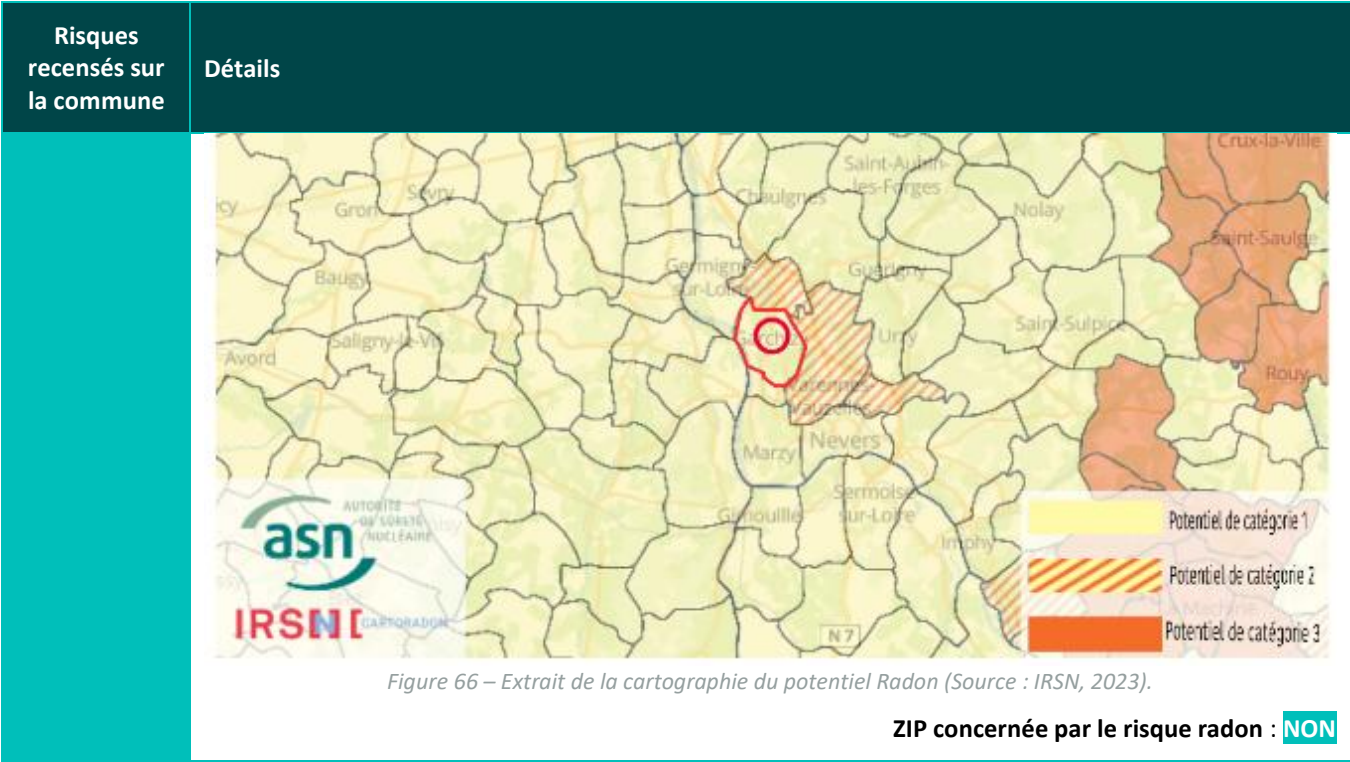 Risques
recensés sur
la commune
Détails
Crux-la-Ville
Saint-Aubin-
les-Forges
Chaulgnes
Nolay
Gron
Savry
Saint-Saulge
Germigny-
sur-Loire
Guérigny
Baugy
Saint-Sulpice
Urzy
Saligny-le-Vif
Avord
Rouy
Varennes-
Vauzelles
Nevers
Marzy
Sermoise-
sur-Loire
Gimouille
Imphy
N 7
asn
AUTORITÉ
DE SÛRETÉ
NUCLÉAIRE
IRSN
CARTORADON
Potentiel de catégorie 1
Potentiel de catégorie 2
Machine
Potentiel de catégorie 3
Figure 66 – Extrait de la cartographie du potentiel Radon (Source : IRSN, 2023).
ZIP concernée par le risque radon : NON